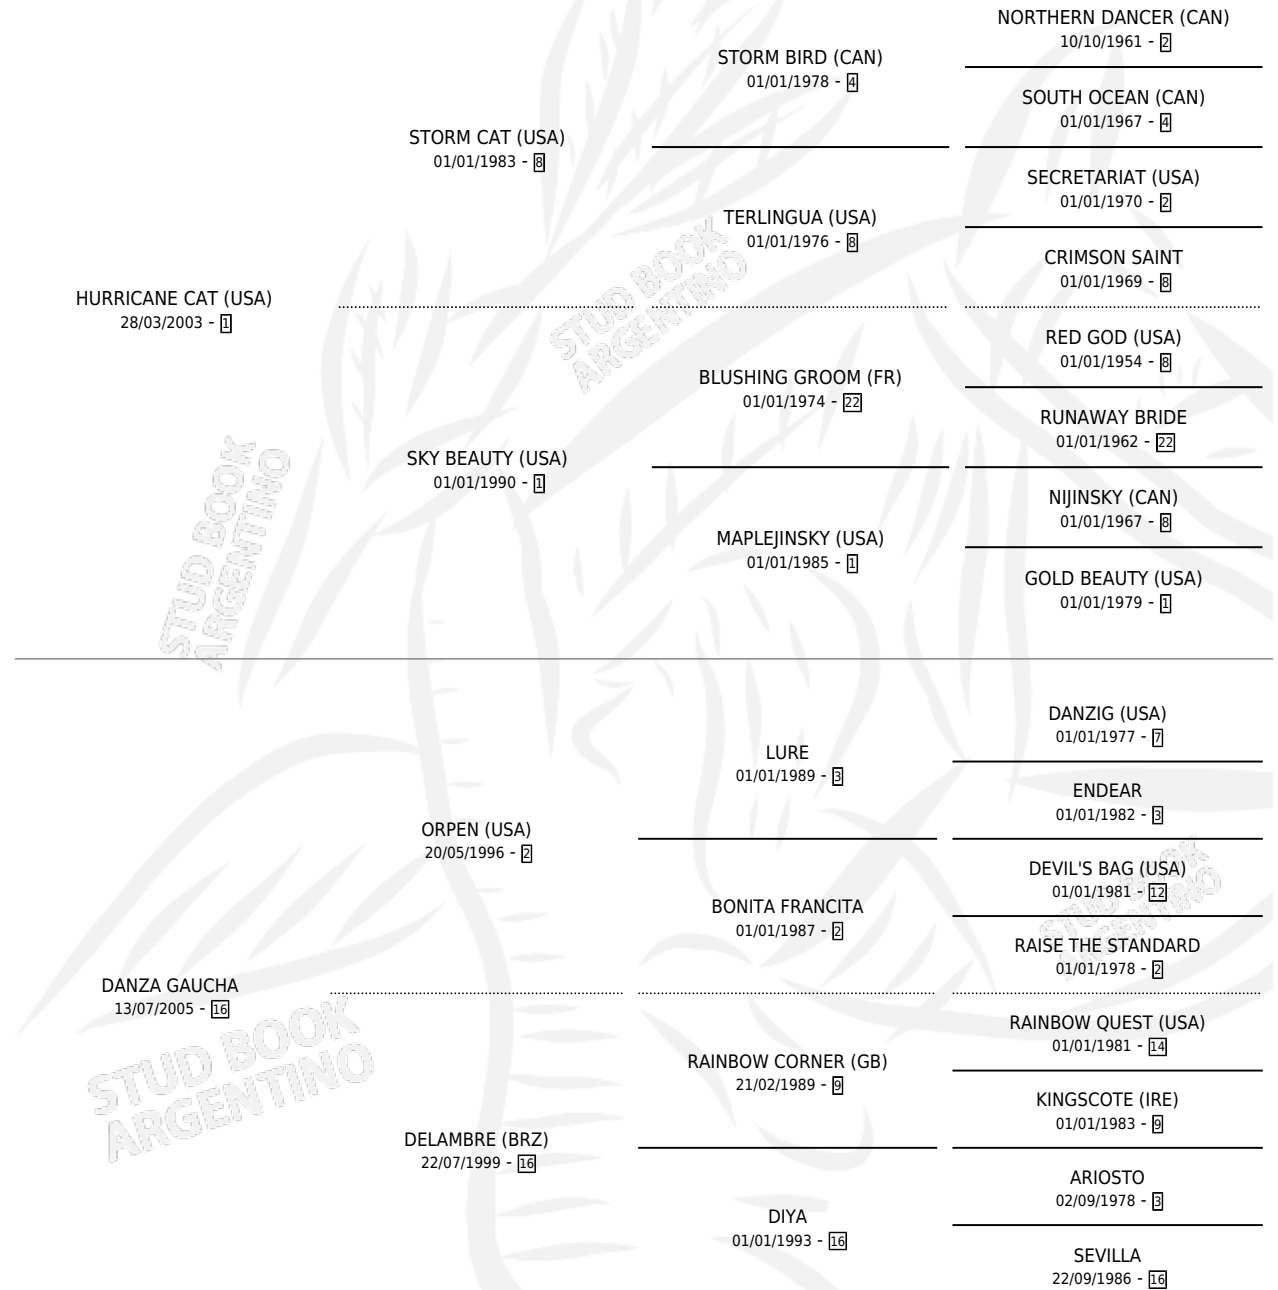 NORTHERN DANCER (CAN)
10/10/1961 - 2
STORM BIRD (CAN)
01/01/1978 - 4
SOUTH OCEAN (CAN)
01/01/1967 - 4
STORM CAT (USA)
01/01/1983 - 8
SECRETARIAT (USA)
01/01/1970 - 2
TERLINGUA (USA)
01/01/1976 - 8
CRIMSON SAINT
01/01/1969 - 8
HURRICANE CAT (USA)
28/03/2003 - 1
STUD BOOK
ARGENTINO
RED GOD (USA)
01/01/1954 - 8
BLUSHING GROOM (FR)
01/01/1974 - 22
RUNAWAY BRIDE
01/01/1962 - 22
SKY BEAUTY (USA)
01/01/1990 - 1
NIJINSKY (CAN)
01/01/1967 - 8
MAPLEJINSKY (USA)
01/01/1985 - 1
GOLD BEAUTY (USA)
01/01/1979 - 1
STUD BOOK
ARGENTINO
DANZIG (USA)
01/01/1977 - 7
LURE
01/01/1989 - 3
ENDEAR
01/01/1982 - 3
ORPEN (USA)
20/05/1996 - 2
DEVIL'S BAG (USA)
01/01/1981 - 12
BONITA FRANCITA
01/01/1987 - 2
RAISE THE STANDARD
01/01/1978 - 2
STUD BOOK
ARGENTINO
DANZA GAUCHA
13/07/2005 - 16
RAINBOW QUEST (USA)
01/01/1981 - 14
RAINBOW CORNER (GB)
21/02/1989 - 9
KINGSCOTE (IRE)
01/01/1983 - 9
STUD BOOK
ARGENTINO
DELAMBRE (BRZ)
22/07/1999 - 16
ARIOSTO
02/09/1978 - 3
DIYA
01/01/1993 - 16
SEVILLA
22/09/1986 - 16